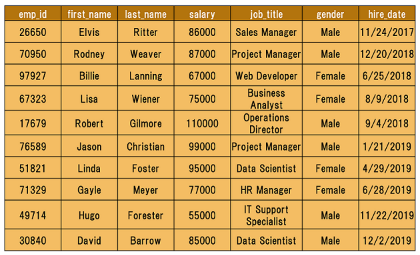 emp_id first_name last_name salary job_title gender hire_date
26650 Elvis Ritter 86000 Sales Manager Male 11/24/2017
70950 Rodney Weaver 87000 Project Manager Male 12/20/2018
97927 Billie Lanning 67000 Web Developer Female 6/25/2018
67323 Lisa Wiener 75000 Business Analyst Female 8/9/2018
17679 Robert Gilmore 110000 Operations Director Male 9/4/2018
76589 Jason Christian 99000 Project Manager Male 1/21/2019
51821 Linda Foster 95000 Data Scientist Female 4/29/2019
71329 Gayle Meyer 77000 HR Manager Female 6/28/2019
49714 Hugo Forester 55000 IT Support Specialist Male 11/22/2019
30840 David Barrow 85000 Data Scientist Male 12/2/2019